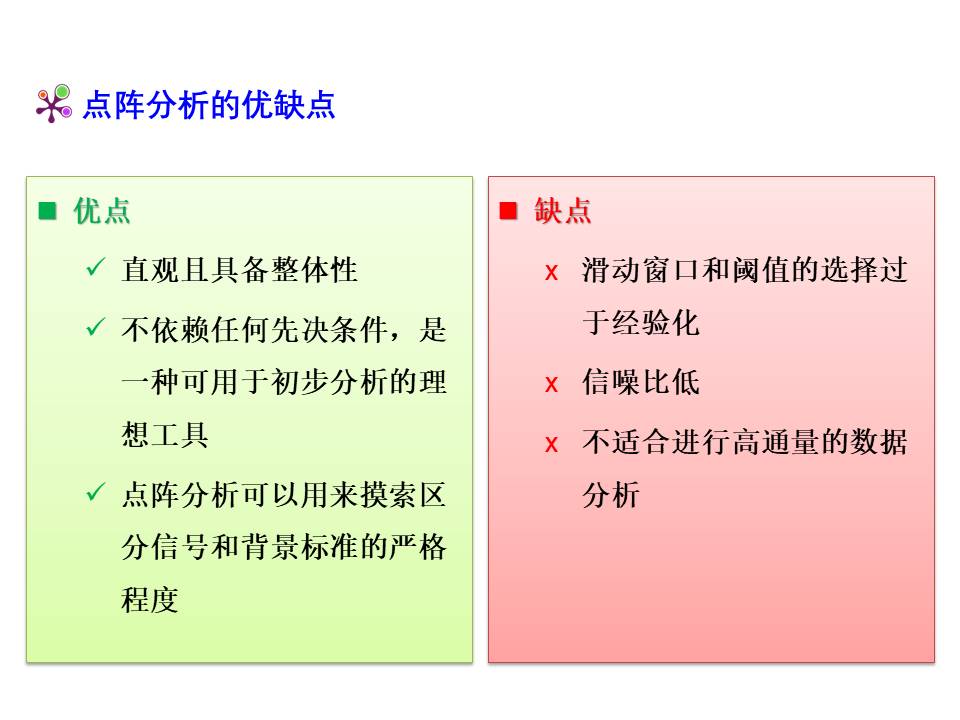 点阵分析的优缺点
■ 优点
✓ 直观且具备整体性
✓ 不依赖任何先决条件，是
一种可用于初步分析的理
想工具
✓ 点阵分析可以用来摸索区
分信号和背景标准的严格
程度
■ 缺点
x 滑动窗口和阈值的选择过
于经验化
x 信噪比低
x 不适合进行高通量的数据
分析